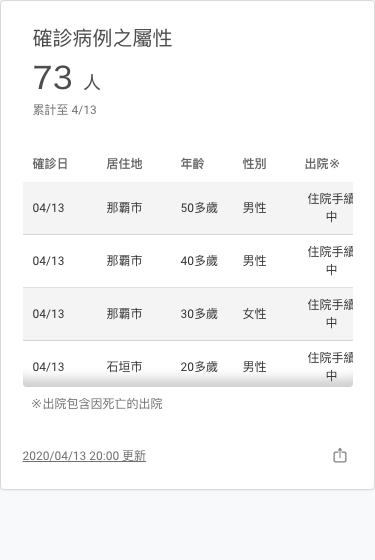 確診病例之屬性
73 人
累計至 4/13
確診日 居住地 年齡 性別 出院※
04/13 那霸市 50多歲 男性 住院手續中
04/13 那霸市 40多歲 男性 住院手續中
04/13 那霸市 30多歲 女性 住院手續中
04/13 石垣市 20多歲 男性 住院手續中
※出院包含因死亡的出院
2020/04/13 20:00 更新